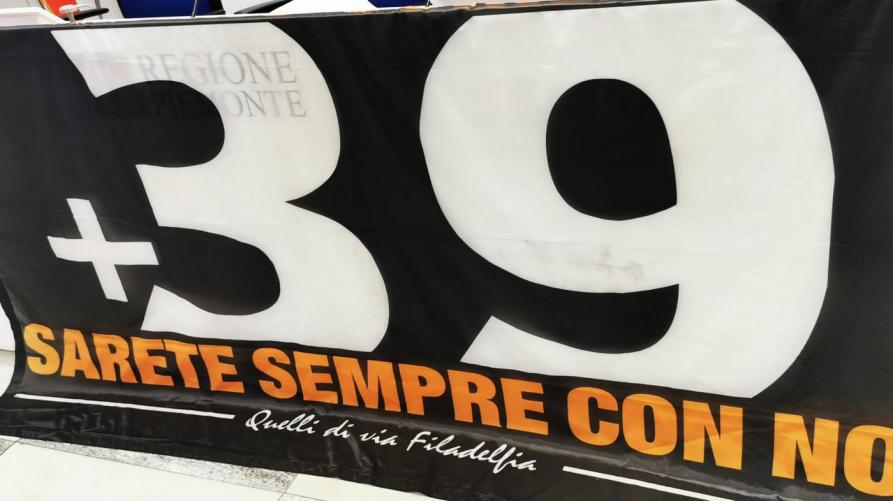 REGIONE
PIEMONTE
+39
SARETE SEMPRE CON NO
Quelli di via Filadelfia